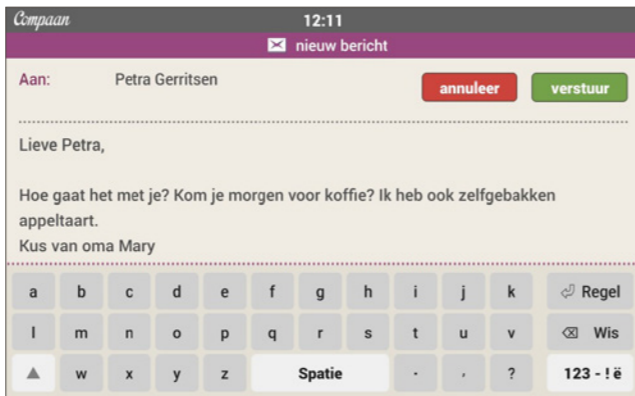 Compaan 12:11
nieuw bericht
Aan: Petra Gerritsen annuleer verstuur
Lieve Petra,
Hoe gaat het met je? Kom je morgen voor koffie? Ik heb ook zelfgebakken
appeltaart.
Kus van oma Mary
a b c d e f g h i j k Regel
l m n o p q r s t u v Wis
w x y z Spatie . , ? 123 - ! ë